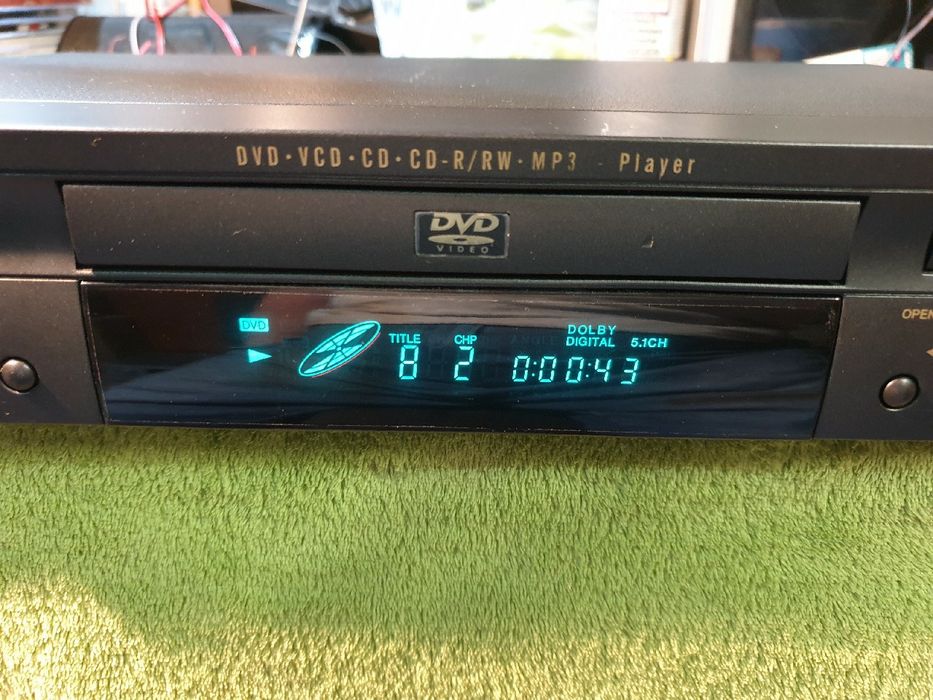 DVD·VCD·CD·CD-R/RW·MP3 - Player
DVD
VIDEO
OPEN
DVD
TITLE CHP DOLBY DIGITAL 5.1CH
8 2 0:00:43